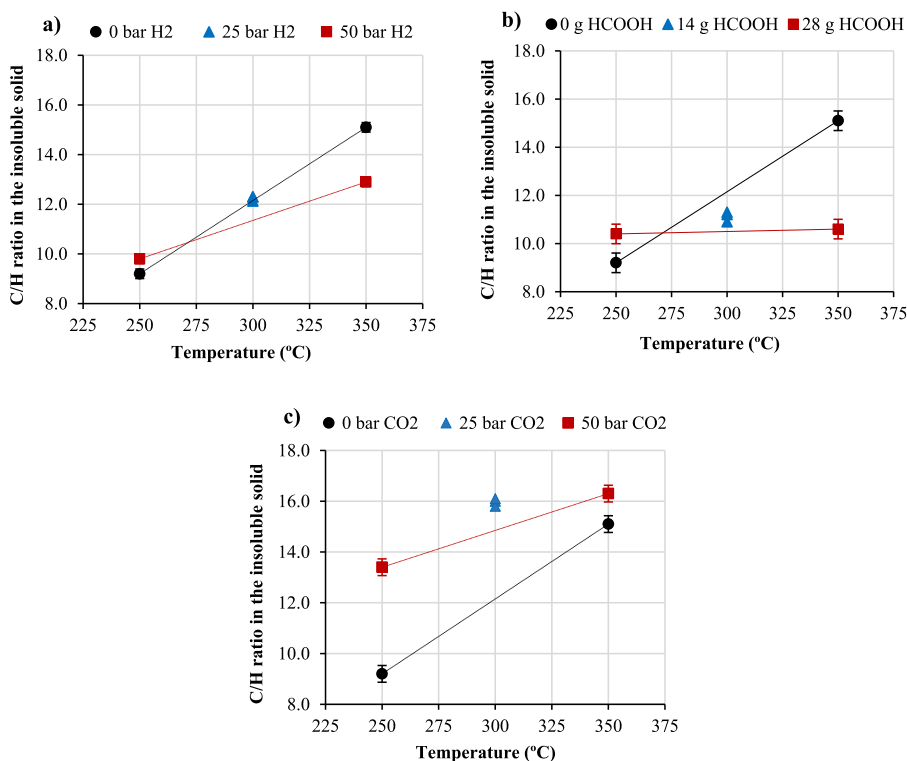 a)
0 bar H2 25 bar H2 50 bar H2
C/H ratio in the insoluble solid
18.0
16.0
14.0
12.0
10.0
8.0
225 250 275 300 325 350 375
Temperature (ºC)
b)
0 g HCOOH 14 g HCOOH 28 g HCOOH
C/H ratio in the insoluble solid
18.0
16.0
14.0
12.0
10.0
8.0
225 250 275 300 325 350 375
Temperature (ºC)
c)
0 bar CO2 25 bar CO2 50 bar CO2
C/H ratio in the insoluble solid
18.0
16.0
14.0
12.0
10.0
8.0
225 250 275 300 325 350 375
Temperature (ºC)